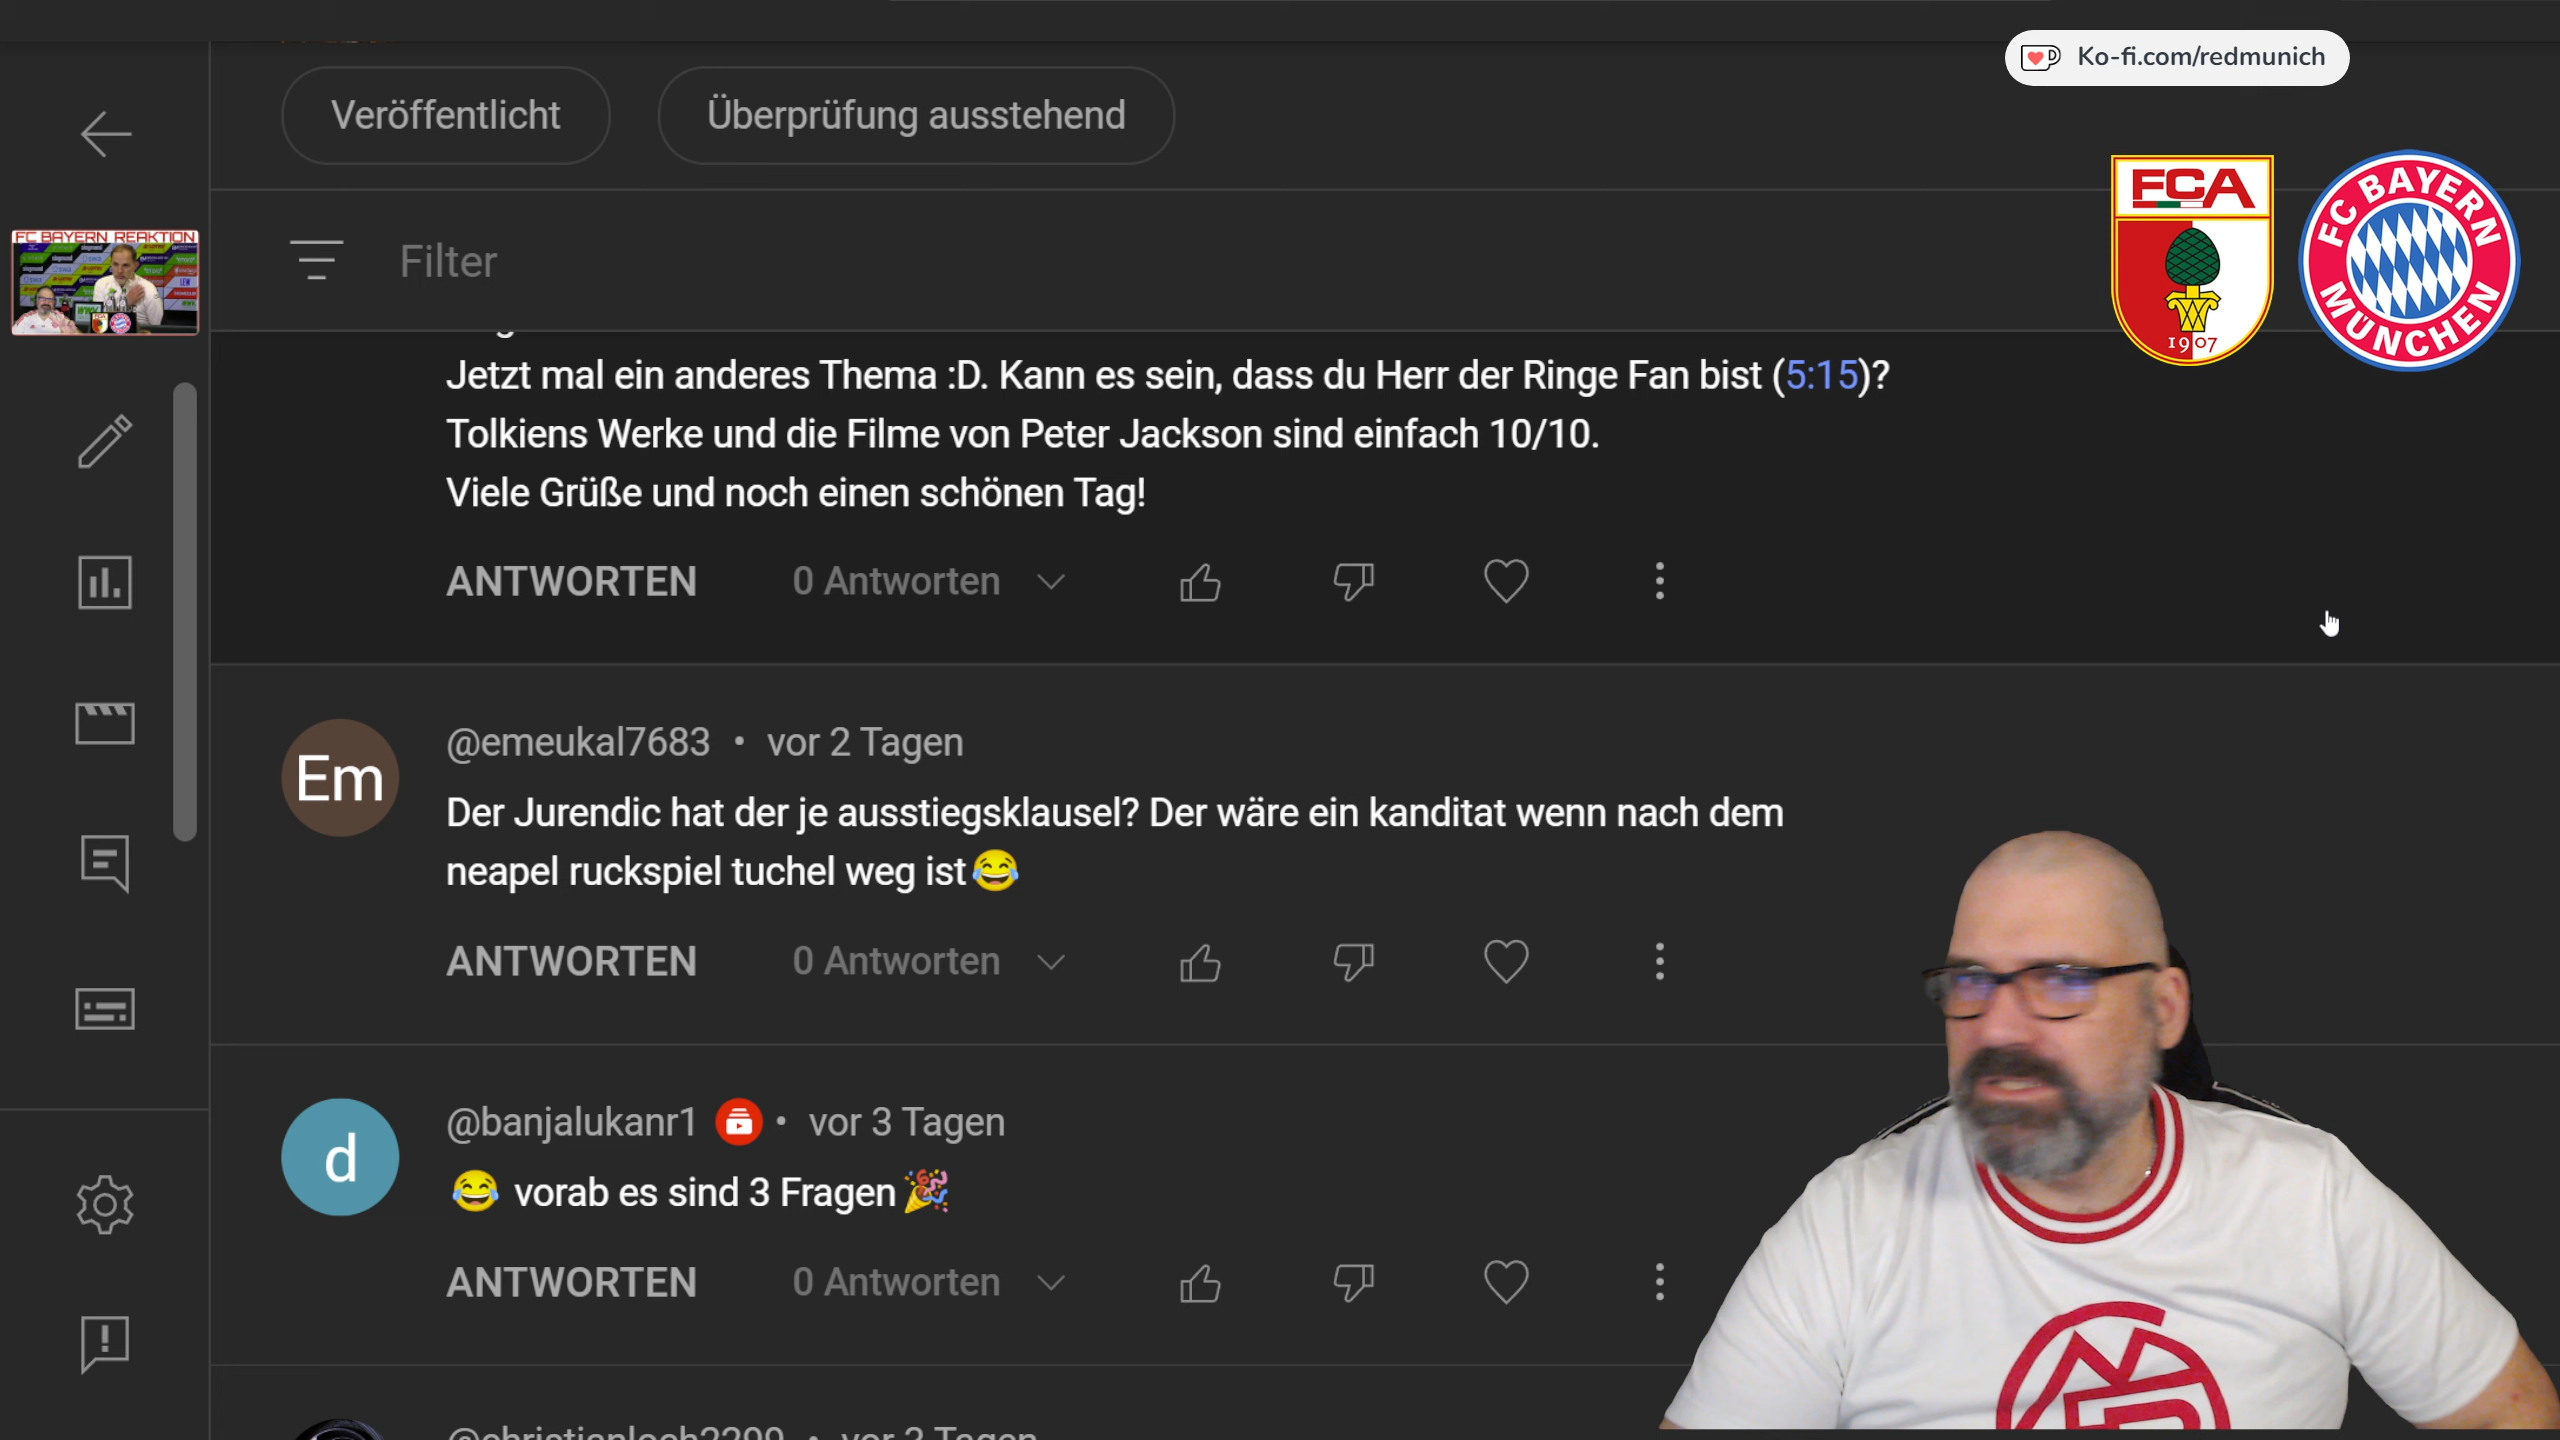 Ko-fi.com/redmunich
Veröffentlicht
Überprüfung ausstehend
FCA
1907
FC BAYERN
MÜNCHEN
FC BAYERN REAKTION
Filter
Jetzt mal ein anderes Thema :D. Kann es sein, dass du Herr der Ringe Fan bist (5:15)?
Tolkiens Werke und die Filme von Peter Jackson sind einfach 10/10.
Viele Grüße und noch einen schönen Tag!
ANTWORTEN 0 Antworten
Em
@emeukal7683 • vor 2 Tagen
Der Jurendic hat der je ausstiegsklausel? Der wäre ein kanditat wenn nach dem
neapel ruckspiel tuchel weg ist😂
ANTWORTEN 0 Antworten
d
@banjalukanr1 • vor 3 Tagen
😂 vorab es sind 3 Fragen🎉
ANTWORTEN 0 Antworten
@christianloch2299 • vor 3 Tagen